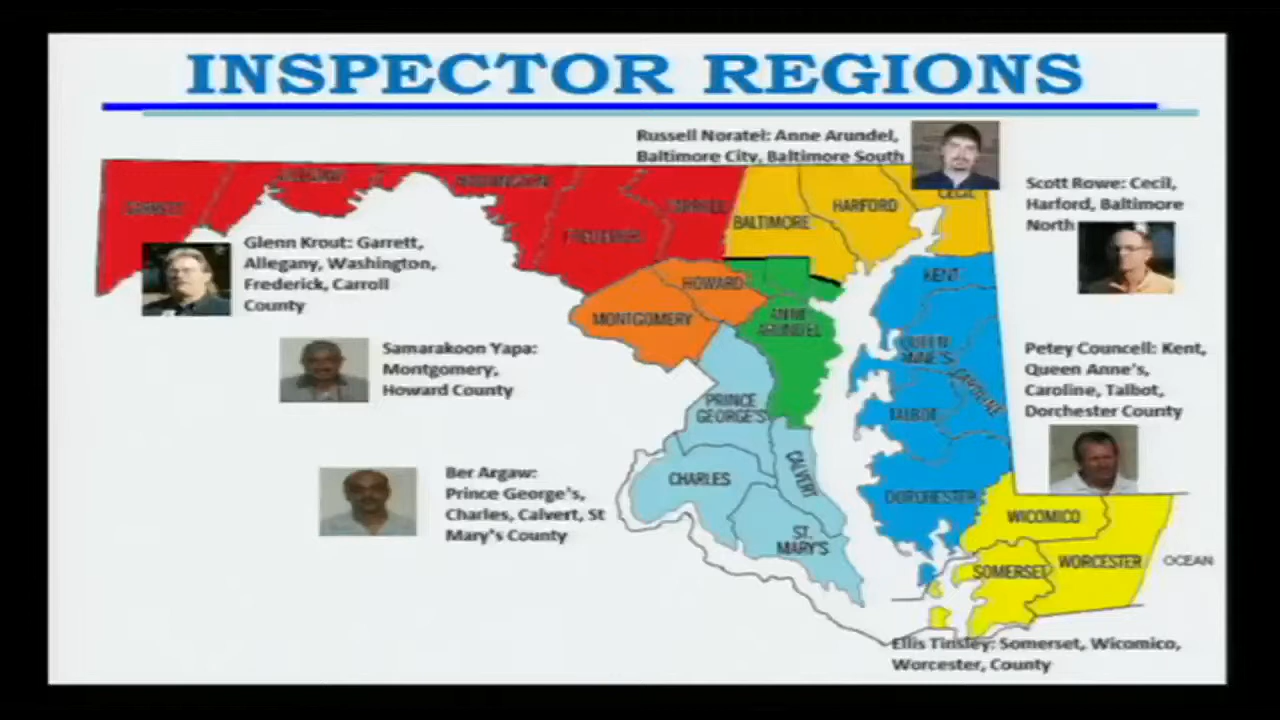 INSPECTOR REGIONS
Russell Noratel: Anne Arundel,
Baltimore City, Baltimore South
Scott Rowe: Cecil,
Harford, Baltimore
North
Glenn Krout: Garrett,
Allegany, Washington,
Frederick, Carroll
County
Samarakoon Yapa:
Montgomery,
Howard County
Petey Councell: Kent,
Queen Anne's,
Caroline, Talbot,
Dorchester County
Ber Argaw:
Prince George's,
Charles, Calvert, St
Mary's County
Ellis Tinsley: Somerset, Wicomico,
Worcester, County
GARRETT
ALLEGANY
WASHINGTON
FREDERICK
CARROLL
BALTIMORE
HARFORD
CECIL
HOWARD
MONTGOMERY
ANNE
ARUNDEL
KENT
QUEEN
ANNE'S
CAROLINE
TALBOT
PRINCE
GEORGE'S
CHARLES
CALVERT
ST.
MARY'S
DORCHESTER
WICOMICO
SOMERSET
WORCESTER
OCEAN